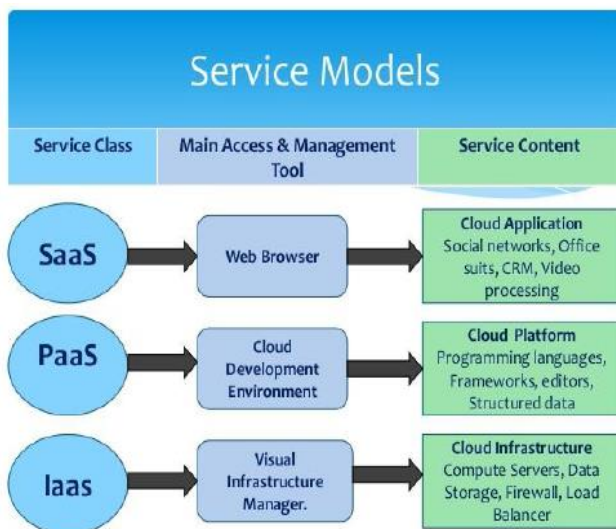 Service Models
Service Class
Main Access & Management
Tool
Service Content
SaaS
Web Browser
Cloud Application
Social networks, Office
suits, CRM, Video
processing
PaaS
Cloud
Development
Environment
Cloud Platform
Programming languages,
Frameworks, editors,
Structured data
Iaas
Visual
Infrastructure
Manager.
Cloud Infrastructure
Compute Servers, Data
Storage, Firewall, Load
Balancer